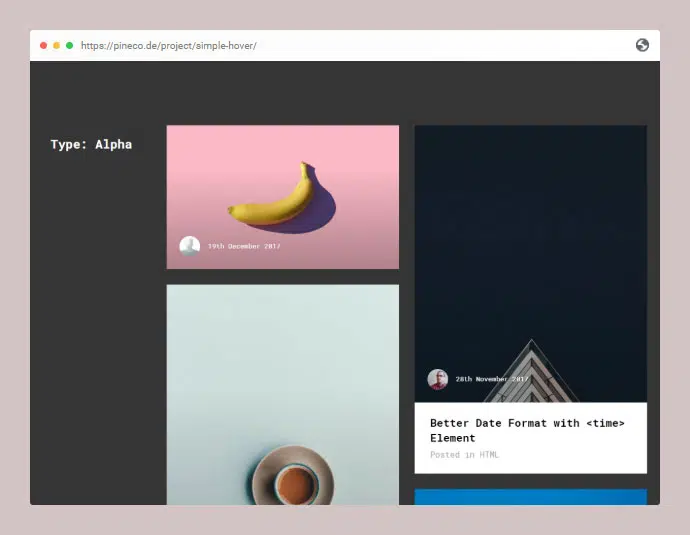 https://pineco.de/project/simple-hover/
Type: Alpha
19th December 2017
28th November 2017
Better Date Format with <time>
Element
Posted in HTML